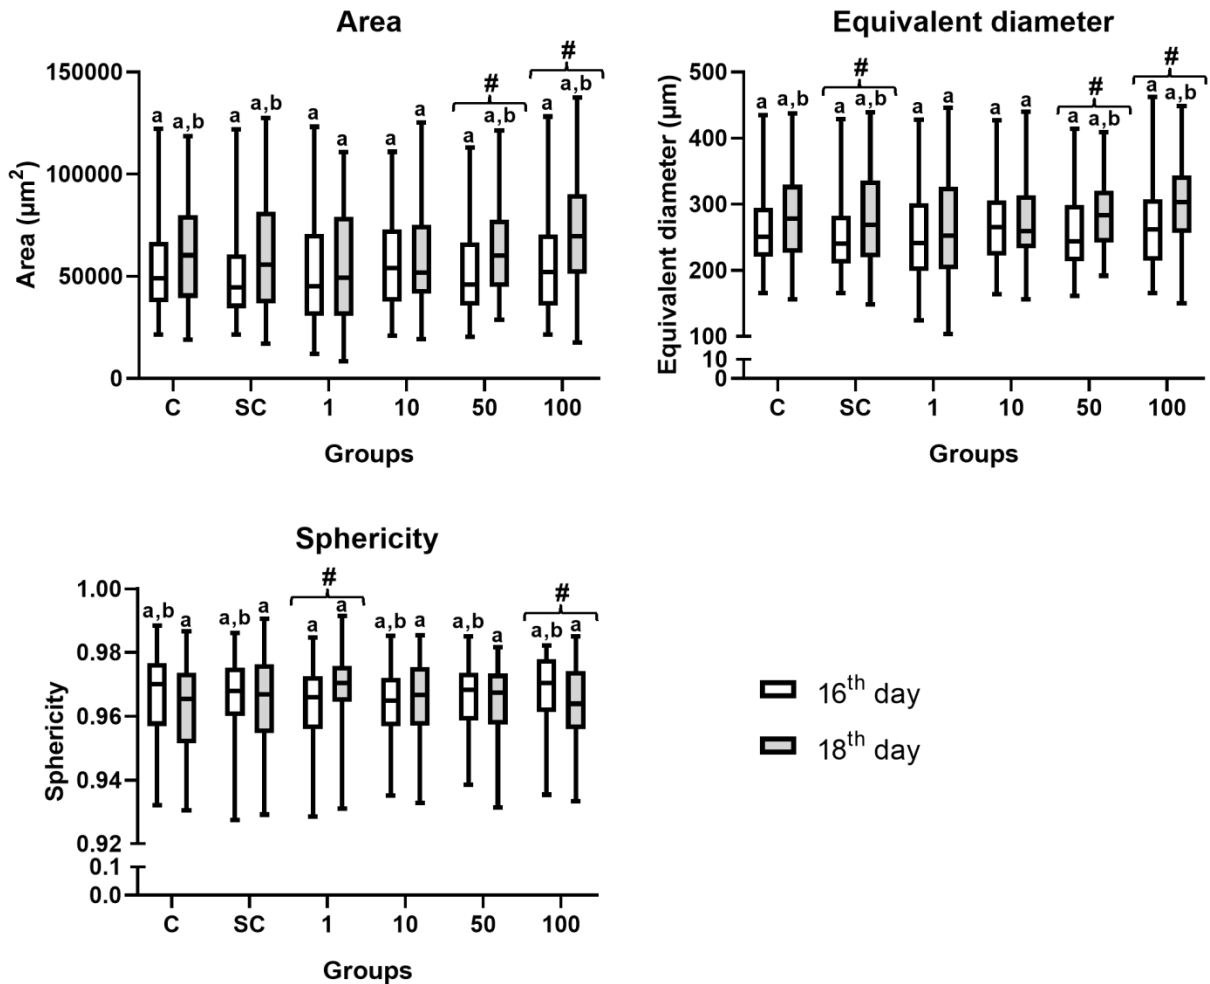 Area
#
#
a a,b a a,b a a a a a a,b a a,b
150000
100000
50000
0
Area (µm²)
C SC 1 10 50 100
Groups
Equivalent diameter
#
#
#
a a,b a a,b a a a a a a,b a a,b
500
400
300
200
100
10
0
Equivalent diameter (µm)
C SC 1 10 50 100
Groups
Sphericity
#
#
a,b a a,b a a a a,b a a,b a a,b a
1.00
0.98
0.96
0.94
0.92
0.1
0.0
Sphericity
C SC 1 10 50 100
Groups
16th day
18th day